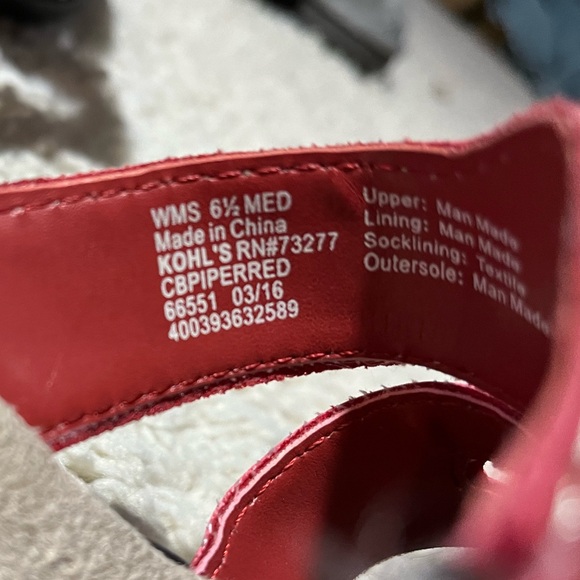 WMS 6½ MED
Made in China
KOHL'S RN#73277
CBPIPERRED
66551 03/16
400393632589
Upper: Man Made
Lining: Man Made
Socklining: Textile
Outersole: Man Made